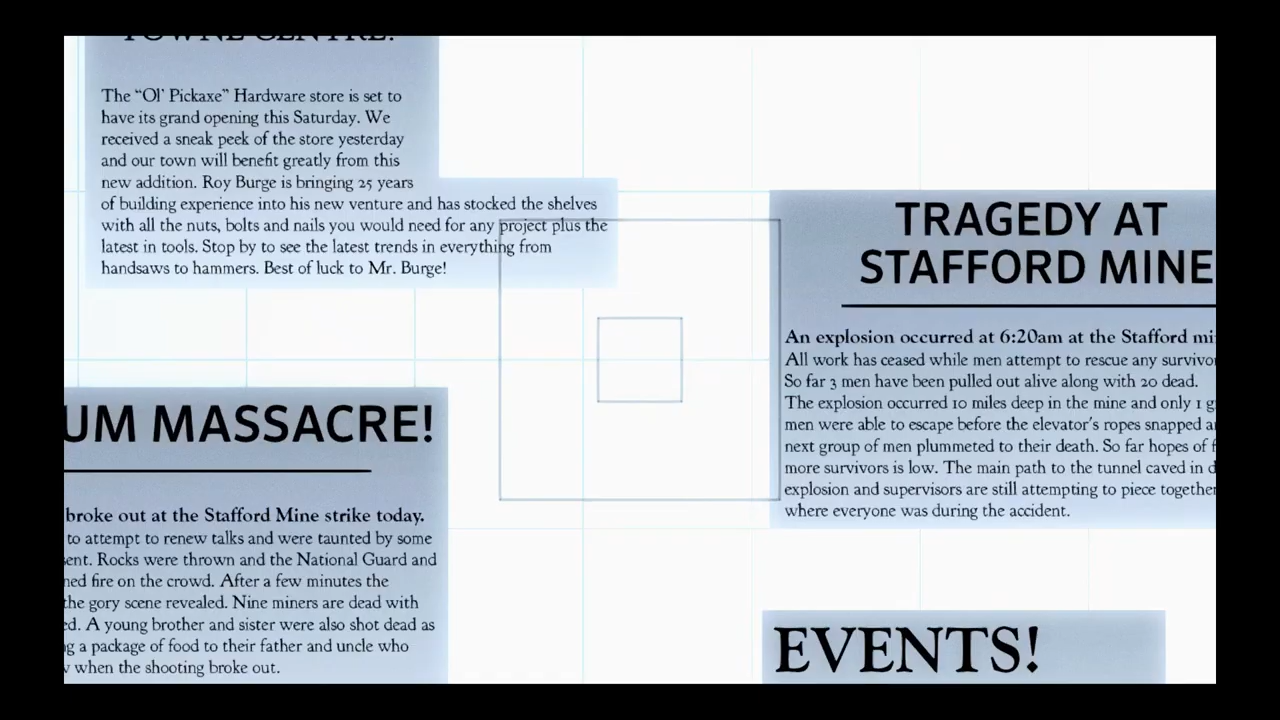 TOWNE CENTRE!
The “Ol’ Pickaxe” Hardware store is set to
have its grand opening this Saturday. We
received a sneak peek of the store yesterday
and our town will benefit greatly from this
new addition. Roy Burge is bringing 25 years
of building experience into his new venture and has stocked the shelves
with all the nuts, bolts and nails you would need for any project plus the
latest in tools. Stop by to see the latest trends in everything from
handsaws to hammers. Best of luck to Mr. Burge!
TRAGEDY AT
STAFFORD MINE
An explosion occurred at 6:20am at the Stafford
All work has ceased while men attempt to rescue any
So far 3 men have been pulled out alive along with 20 dead.
The explosion occurred 10 miles deep in the mine and only 1
men were able to escape before the elevator’s ropes snapped
next group of men plummeted to their death. So far hopes of
more survivors is low. The main path to the tunnel caved in
explosion and supervisors are still attempting to piece together
where everyone was during the accident.
MASSACRE!
broke out at the Stafford Mine strike today.
to attempt to renew talks and were taunted by some
Rocks were thrown and the National Guard and
fire on the crowd. After a few minutes the
the gory scene revealed. Nine miners are dead with
A young brother and sister were also shot dead as
a package of food to their father and uncle who
when the shooting broke out.
EVENTS!